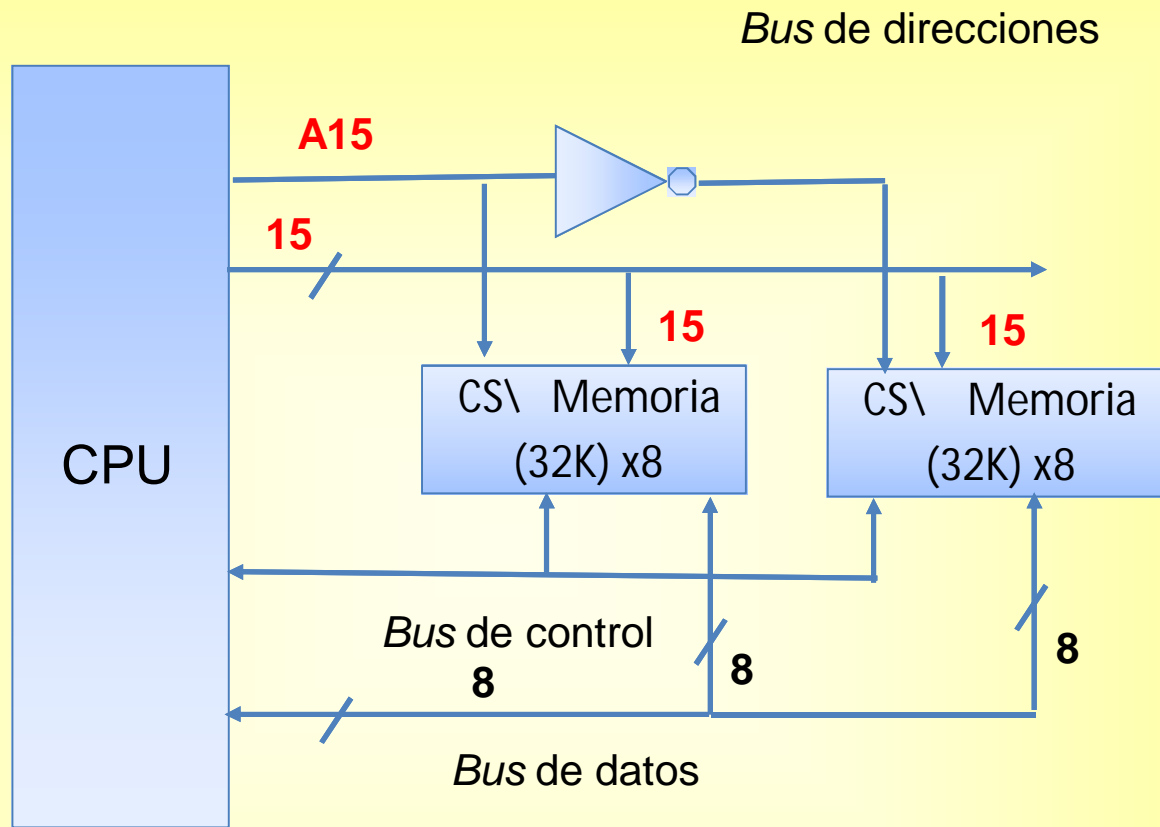 Bus de direcciones
A15
15
15
15
CS\ Memoria
(32K) x8
CS\ Memoria
(32K) x8
CPU
Bus de control
8
8
8
Bus de datos